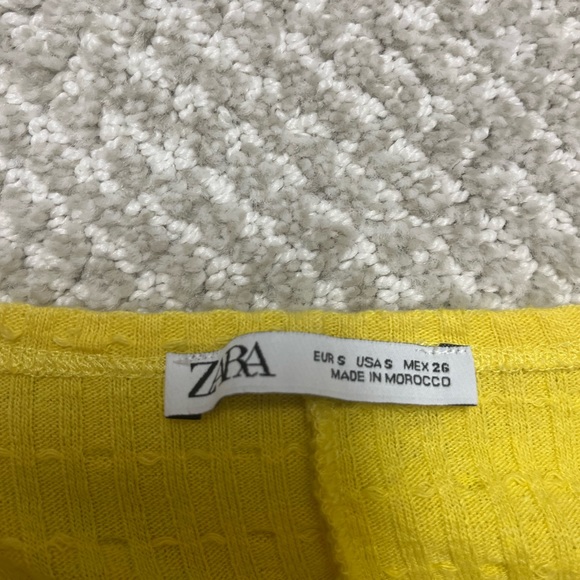 ZARA
EUR S USA S MEX 26
MADE IN MOROCCO